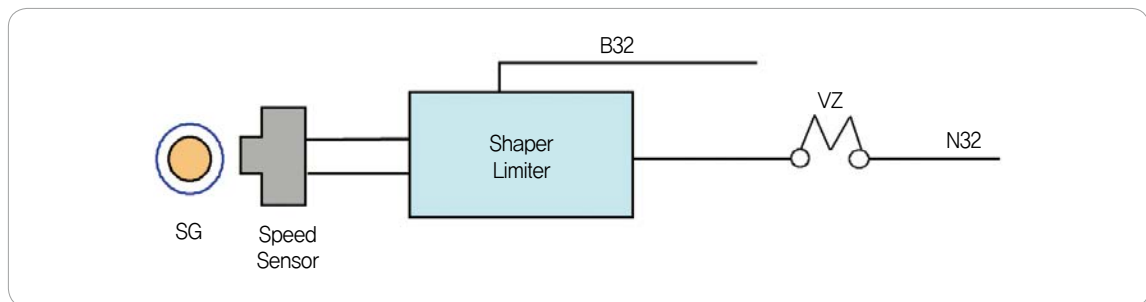 B32
VZ
N32
Shaper
Limiter
SG
Speed
Sensor